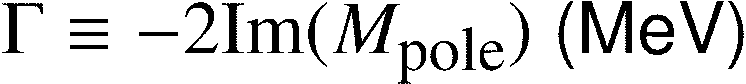 Γ ≡ −2Im(M_pole) (MeV)